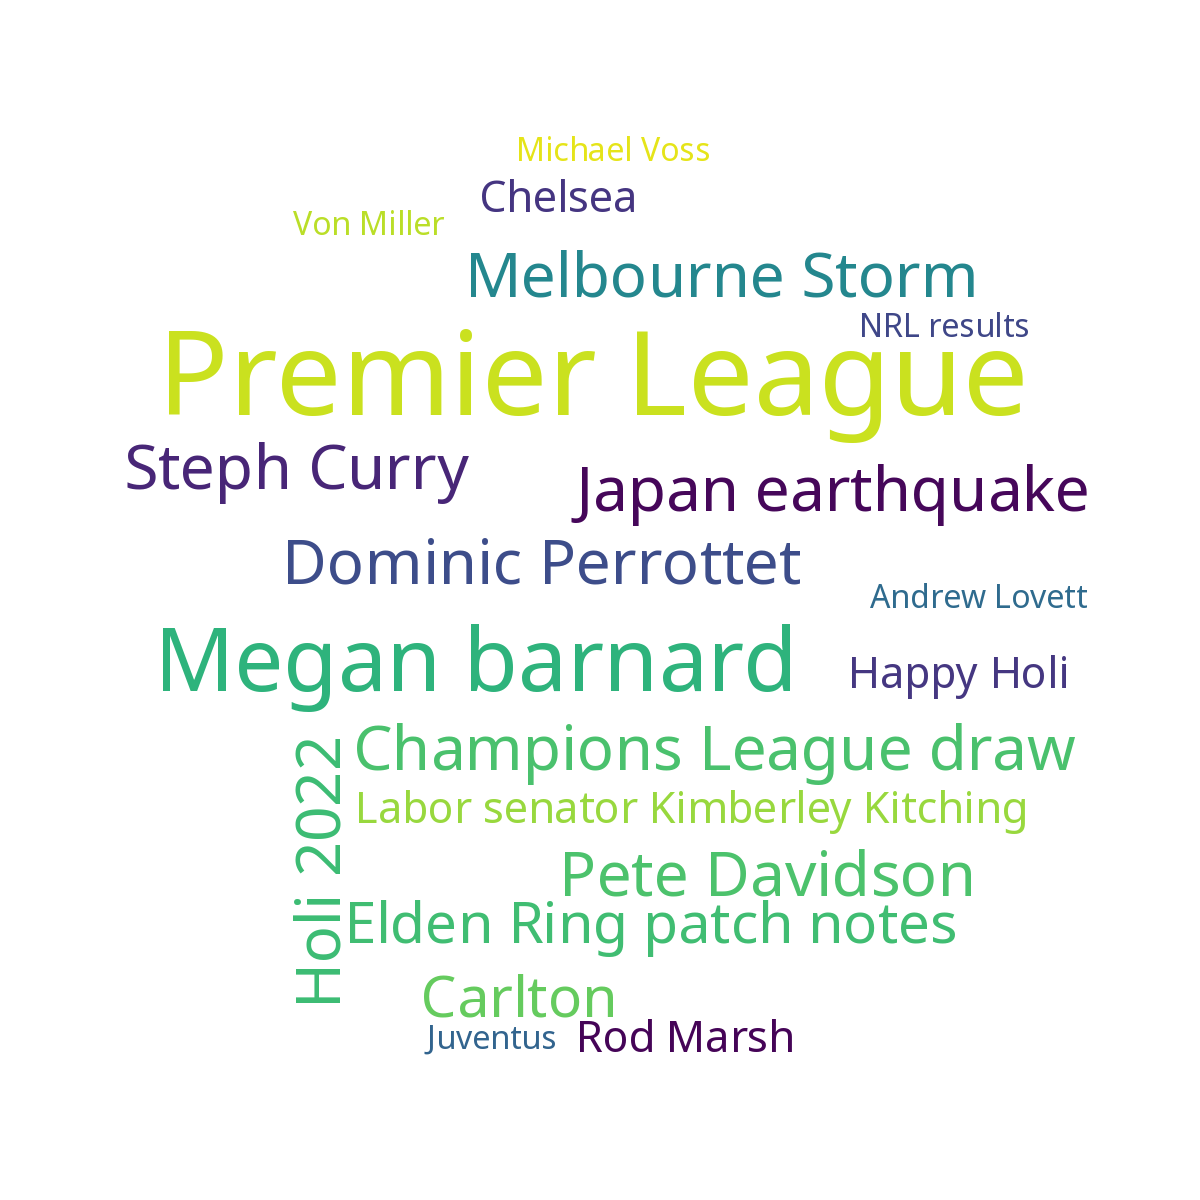 Michael Voss
Chelsea
Von Miller
Melbourne Storm
NRL results
Premier League
Steph Curry
Japan earthquake
Dominic Perrottet
Andrew Lovett
Megan barnard
Happy Holi
Champions League draw
Holi 2022
Labor senator Kimberley Kitching
Pete Davidson
Elden Ring patch notes
Carlton
Juventus
Rod Marsh